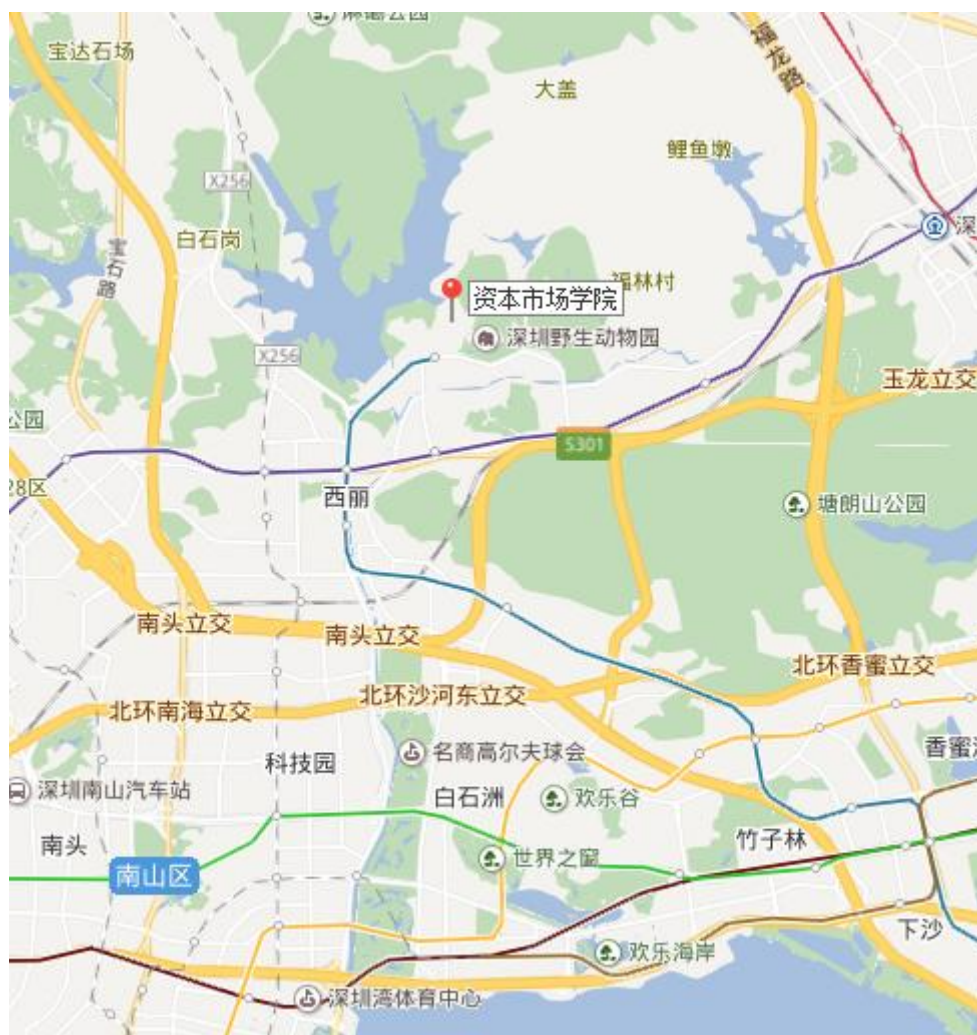 宝达石场
大盖
福龙路
鲤鱼墩
X256
白石岗
宝石路
深
福林村
资本市场学院
深圳野生动物园
X256
玉龙立交
公园
S301
28区
西丽
塘朗山公园
南头立交
南头立交
北环香蜜立交
北环沙河东立交
北环南海立交
名商高尔夫球会
科技园
香蜜
深圳南山汽车站
白石洲
欢乐谷
南头
竹子林
世界之窗
南山区
下沙
欢乐海岸
深圳湾体育中心